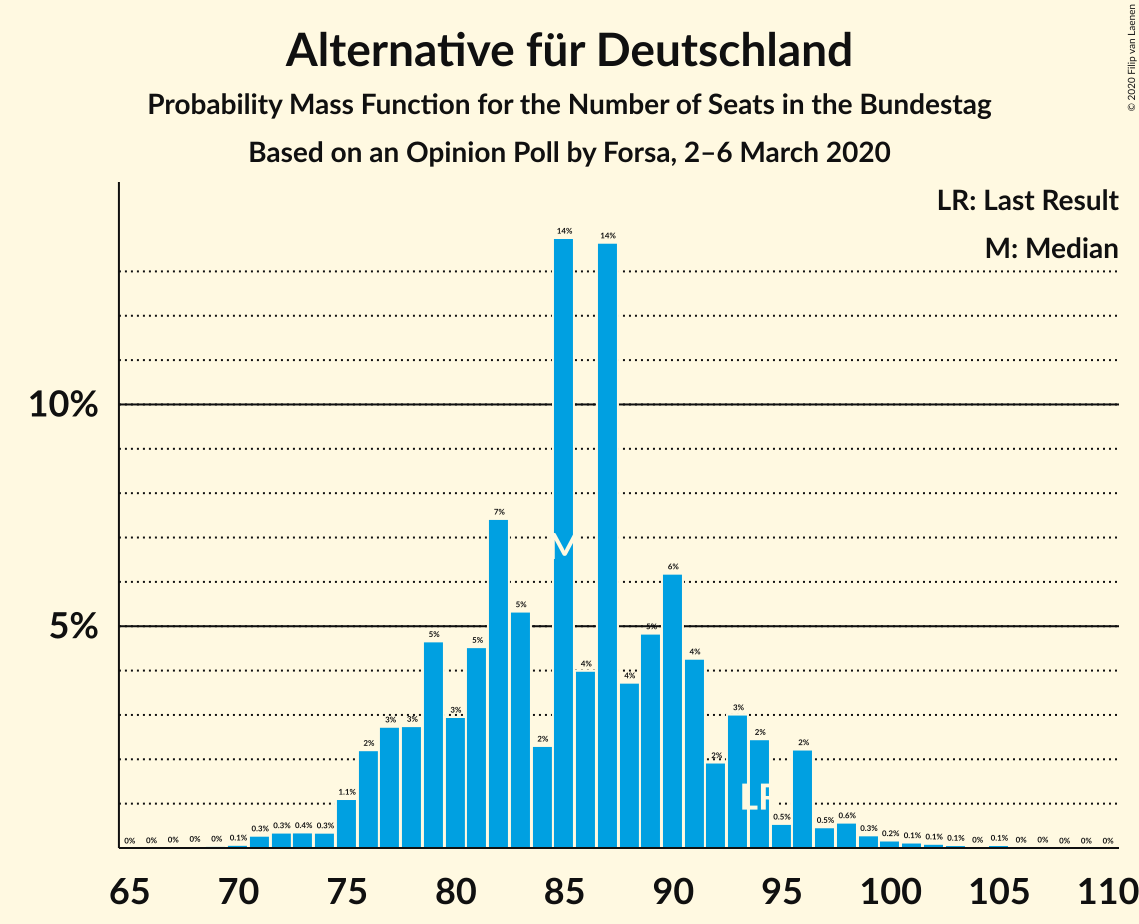 Alternative für Deutschland
Probability Mass Function for the Number of Seats in the Bundestag
Based on an Opinion Poll by Forsa, 2–6 March 2020
© 2020 Filip van Laenen
LR: Last Result
M: Median
10%
5%
0% 0% 0% 0% 0% 0.1% 0.3% 0.3% 0.4% 0.3% 1.1% 2% 3% 3% 5% 3% 5% 7% 5% 2% 14% 4% 14% 4% 5% 6% 4% 2% 3% 2% 0.5% 2% 0.5% 0.6% 0.3% 0.2% 0.1% 0.1% 0.1% 0% 0.1% 0% 0% 0% 0% 0%
M
LR
65 70 75 80 85 90 95 100 105 110